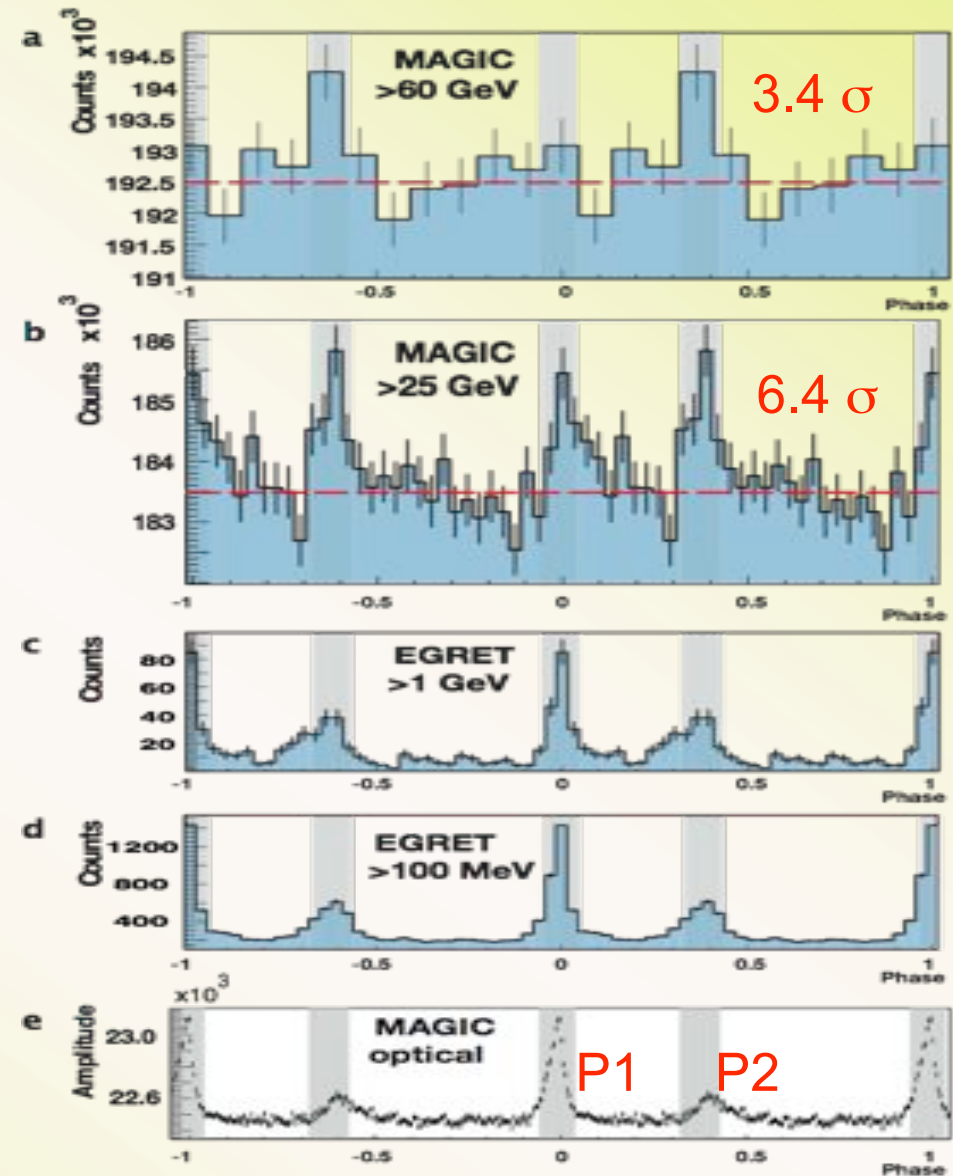 a
Counts x10³
194.5
194
193.5
193
192.5
192
191.5
191
MAGIC
>60 GeV
3.4 σ
-1 -0.5 0 0.5 1
Phase
b
Counts x10³
186
185
184
183
MAGIC
>25 GeV
6.4 σ
-1 -0.5 0 0.5 1
Phase
c
Counts
80
60
40
20
EGRET
>1 GeV
-1 -0.5 0 0.5 1
Phase
d
Counts
1200
800
400
EGRET
>100 MeV
-1 -0.5 0 0.5 1
Phase
e
x10³
Amplitude
23.0
22.6
MAGIC
optical
P1 P2
-1 -0.5 0 0.5 1
Phase